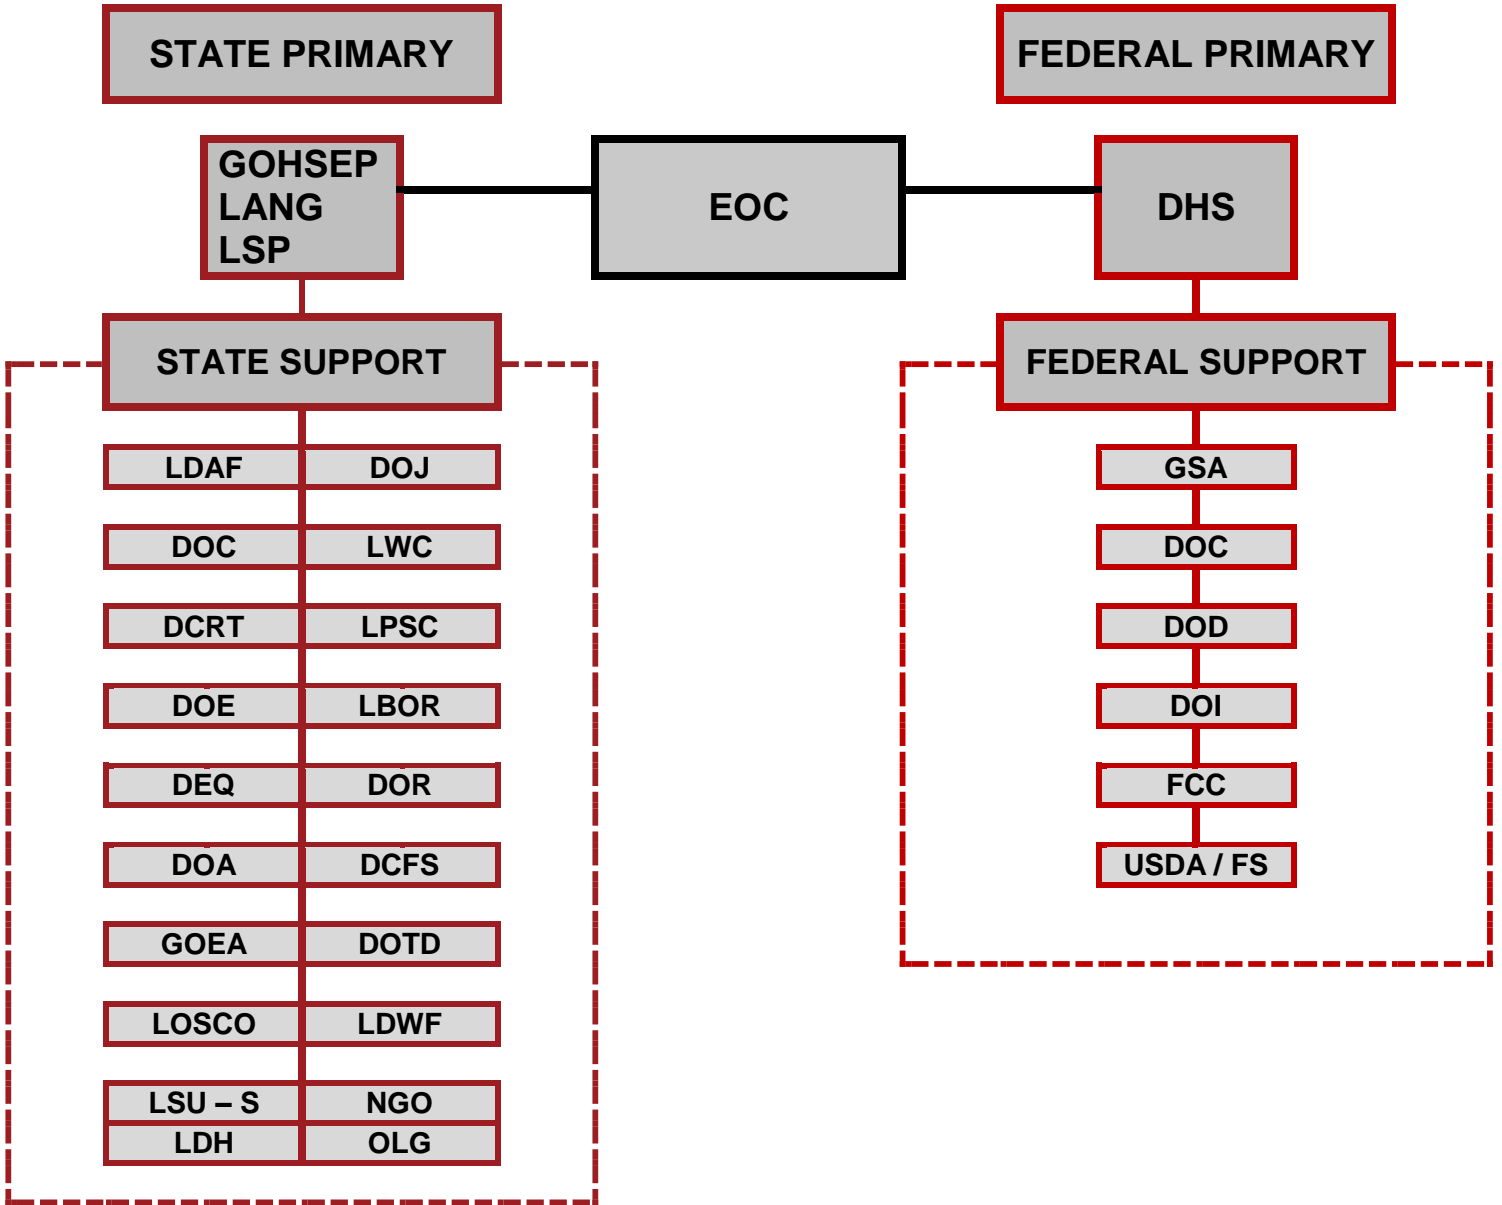 STATE PRIMARY
FEDERAL PRIMARY
GOHSEP
LANG
LSP
EOC
DHS
STATE SUPPORT
FEDERAL SUPPORT
LDAF
DOJ
DOC
LWC
DCRT
LPSC
DOE
LBOR
DEQ
DOR
DOA
DCFS
GOEA
DOTD
LOSCO
LDWF
LSU – S
NGO
LDH
OLG
GSA
DOC
DOD
DOI
FCC
USDA / FS